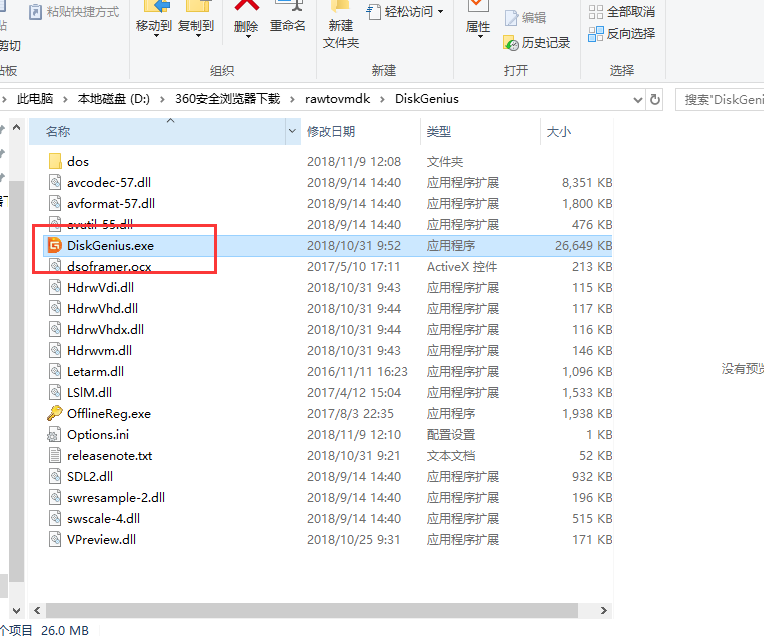 粘贴快捷方式
剪切
移动到 复制到
删除 重命名
新建
文件夹
轻松访问
属性
编辑
历史记录
全部取消
反向选择
组织
新建
打开
选择
此电脑 › 本地磁盘 (D:) › 360安全浏览器下载 › rawtovmdk › DiskGenius
搜索"DiskGeni
名称 修改日期 类型 大小
dos 2018/11/9 12:08 文件夹
avcodec-57.dll 2018/9/14 14:40 应用程序扩展 8,351 KB
avformat-57.dll 2018/9/14 14:40 应用程序扩展 1,800 KB
avutil-55.dll 2018/9/14 14:40 应用程序扩展 476 KB
DiskGenius.exe 2018/10/31 9:52 应用程序 26,649 KB
dsoframer.ocx 2017/5/10 17:11 ActiveX 控件 213 KB
HdrwVdi.dll 2018/10/31 9:43 应用程序扩展 115 KB
HdrwVhd.dll 2018/10/31 9:44 应用程序扩展 117 KB
HdrwVhdx.dll 2018/10/31 9:44 应用程序扩展 116 KB
Hdrwvm.dll 2018/10/31 9:43 应用程序扩展 146 KB
Letarm.dll 2016/11/11 16:23 应用程序扩展 1,096 KB
LSIM.dll 2017/4/12 15:04 应用程序扩展 1,533 KB
OfflineReg.exe 2017/8/3 22:35 应用程序 1,938 KB
Options.ini 2018/11/9 12:10 配置设置 1 KB
releasenote.txt 2018/10/31 9:21 文本文档 52 KB
SDL2.dll 2018/9/14 14:40 应用程序扩展 932 KB
swresample-2.dll 2018/9/14 14:40 应用程序扩展 196 KB
swscale-4.dll 2018/9/14 14:40 应用程序扩展 515 KB
VPreview.dll 2018/10/25 9:31 应用程序扩展 171 KB
没有预览
个项目 26.0 MB